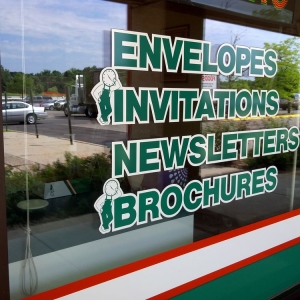 ENVELOPES
INVITATIONS
NEWSLETTERS
BROCHURES